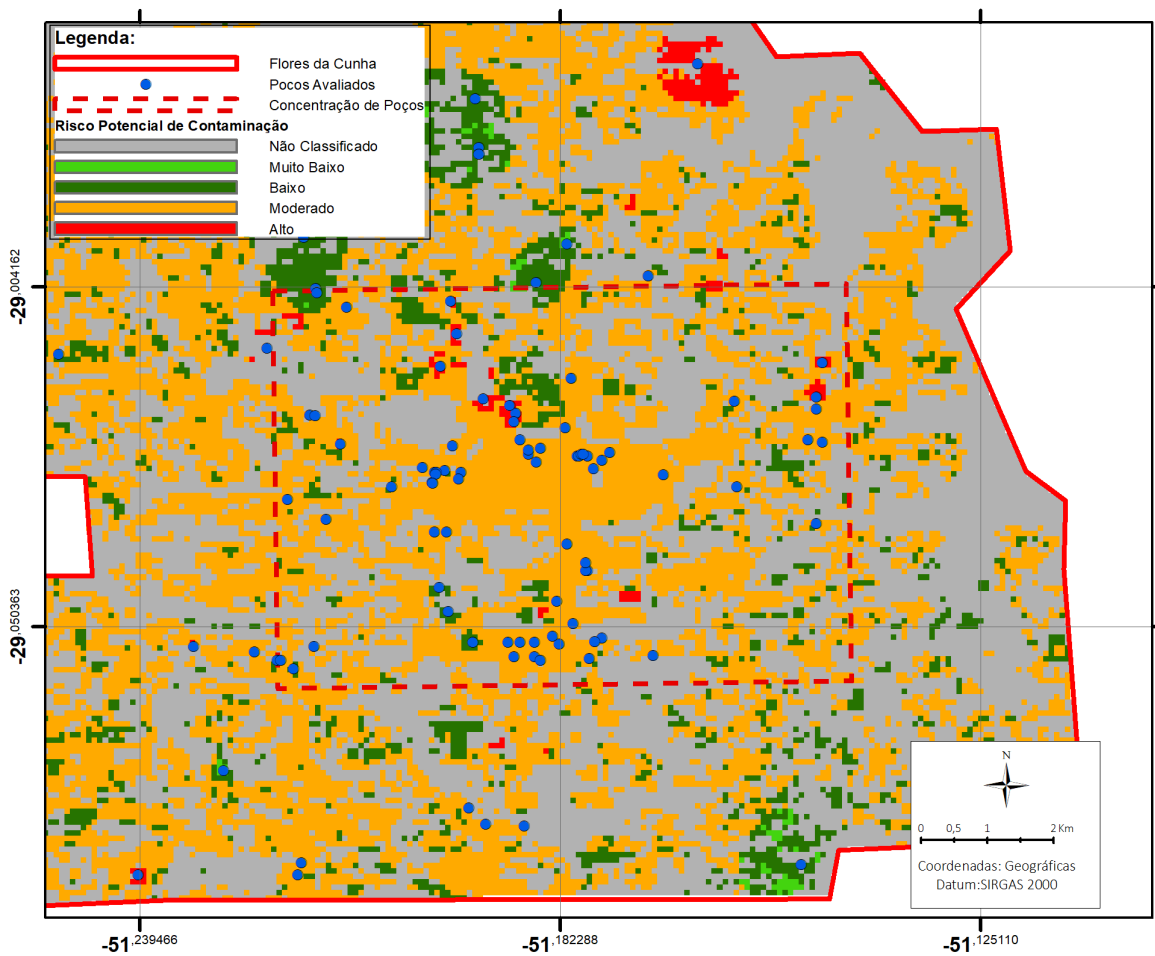 Legenda:
Flores da Cunha
Pocos Avaliados
Concentração de Poços
Risco Potencial de Contaminação
Não Classificado
Muito Baixo
Baixo
Moderado
Alto
-29,004162
-29,050363
N
0 0,5 1 2 Km
Coordenadas: Geográficas
Datum:SIRGAS 2000
-51,239466 -51,182288 -51,125110